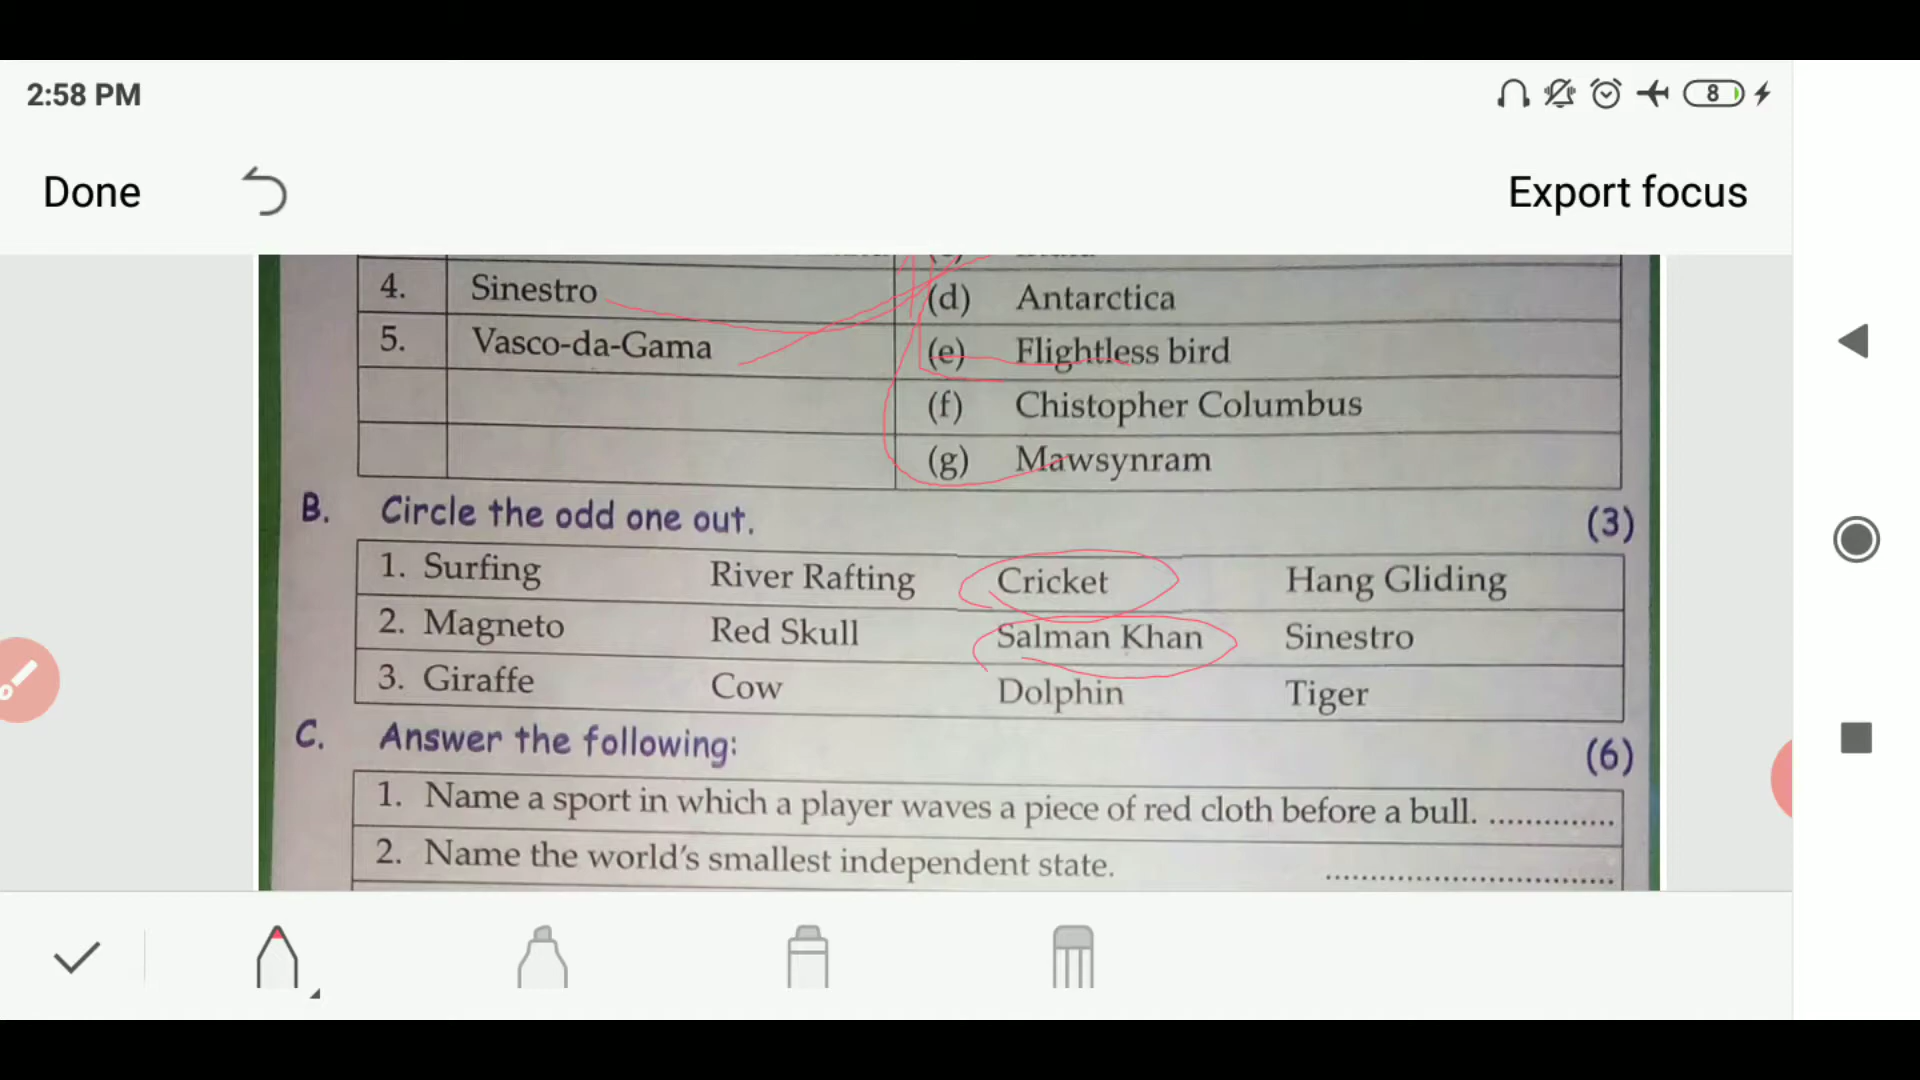 2:58 PM
8
Done
Export focus
4. Sinestro
(d) Antarctica
5. Vasco-da-Gama
(e) Flightless bird
(f) Chistopher Columbus
(g) Mawsynram
B. Circle the odd one out. (3)
1. Surfing River Rafting Cricket Hang Gliding
2. Magneto Red Skull Salman Khan Sinestro
3. Giraffe Cow Dolphin Tiger
C. Answer the following: (6)
1. Name a sport in which a player waves a piece of red cloth before a bull. ..............
2. Name the world's smallest independent state. ................................